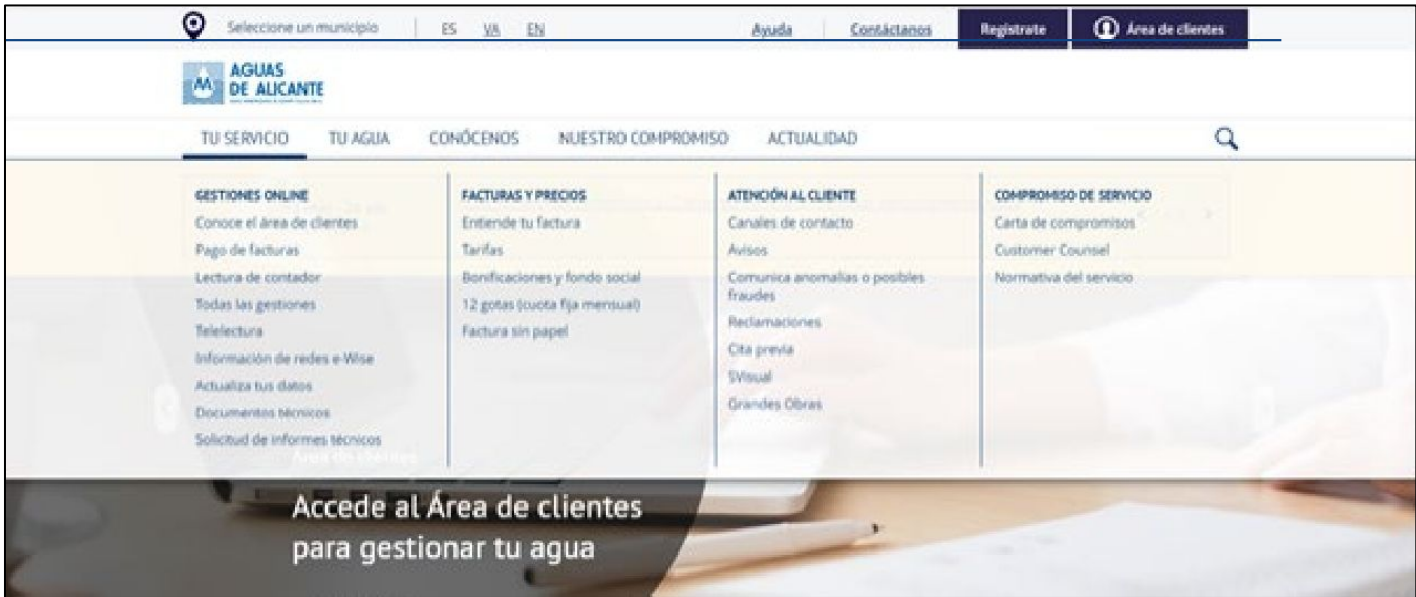 Seleccione un municipio
ES VA EN
Ayuda
Contáctanos
Regístrate
Área de clientes
AGUAS
DE ALICANTE
TU SERVICIO
TU AGUA
CONÓCENOS
NUESTRO COMPROMISO
ACTUALIDAD
GESTIONES ONLINE
Conoce el área de clientes
Pago de facturas
Lectura de contador
Todas las gestiones
Telelectura
Información de redes e-Wise
Actualiza tus datos
Documentos técnicos
Solicitud de informes técnicos
FACTURAS Y PRECIOS
Entiende tu factura
Tarifas
Bonificaciones y fondo social
12 gotas (cuota fija mensual)
Factura sin papel
ATENCIÓN AL CLIENTE
Canales de contacto
Avisos
Comunica anomalías o posibles
fraudes
Reclamaciones
Cita previa
SVisual
Grandes Obras
COMPROMISO DE SERVICIO
Carta de compromisos
Customer Counsel
Normativa del servicio
Área de clientes
Accede al Área de clientes
para gestionar tu agua